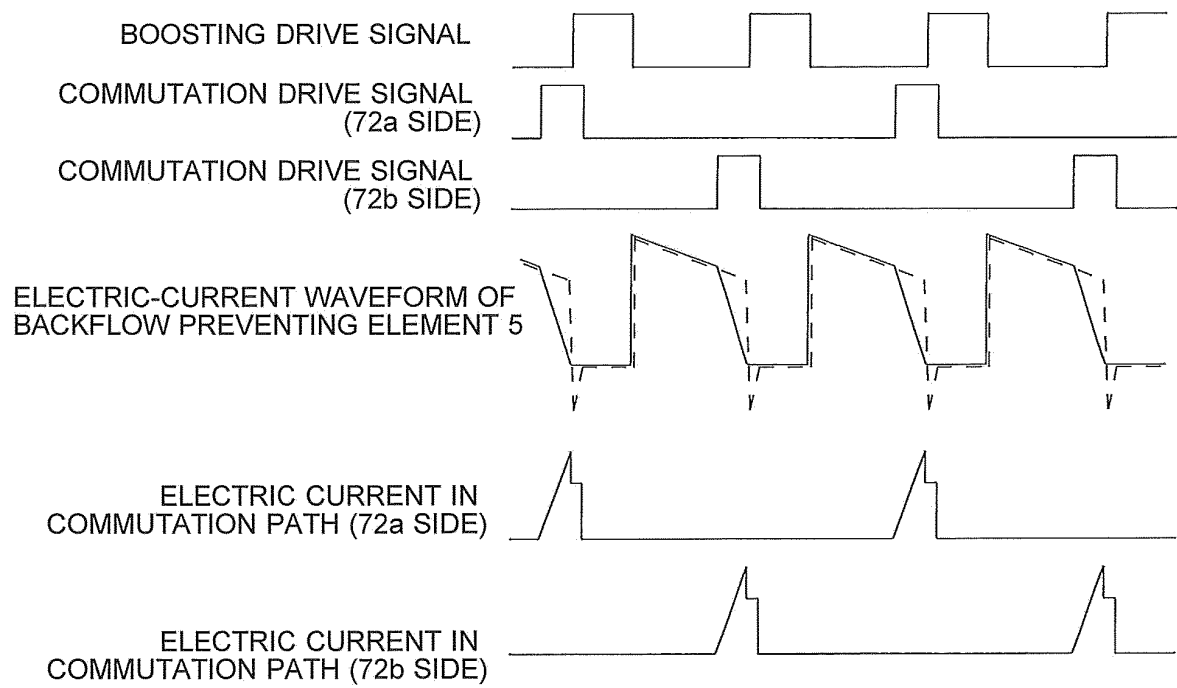 BOOSTING DRIVE SIGNAL
COMMUTATION DRIVE SIGNAL
(72a SIDE)
COMMUTATION DRIVE SIGNAL
(72b SIDE)
ELECTRIC-CURRENT WAVEFORM OF
BACKFLOW PREVENTING ELEMENT 5
ELECTRIC CURRENT IN
COMMUTATION PATH (72a SIDE)
ELECTRIC CURRENT IN
COMMUTATION PATH (72b SIDE)